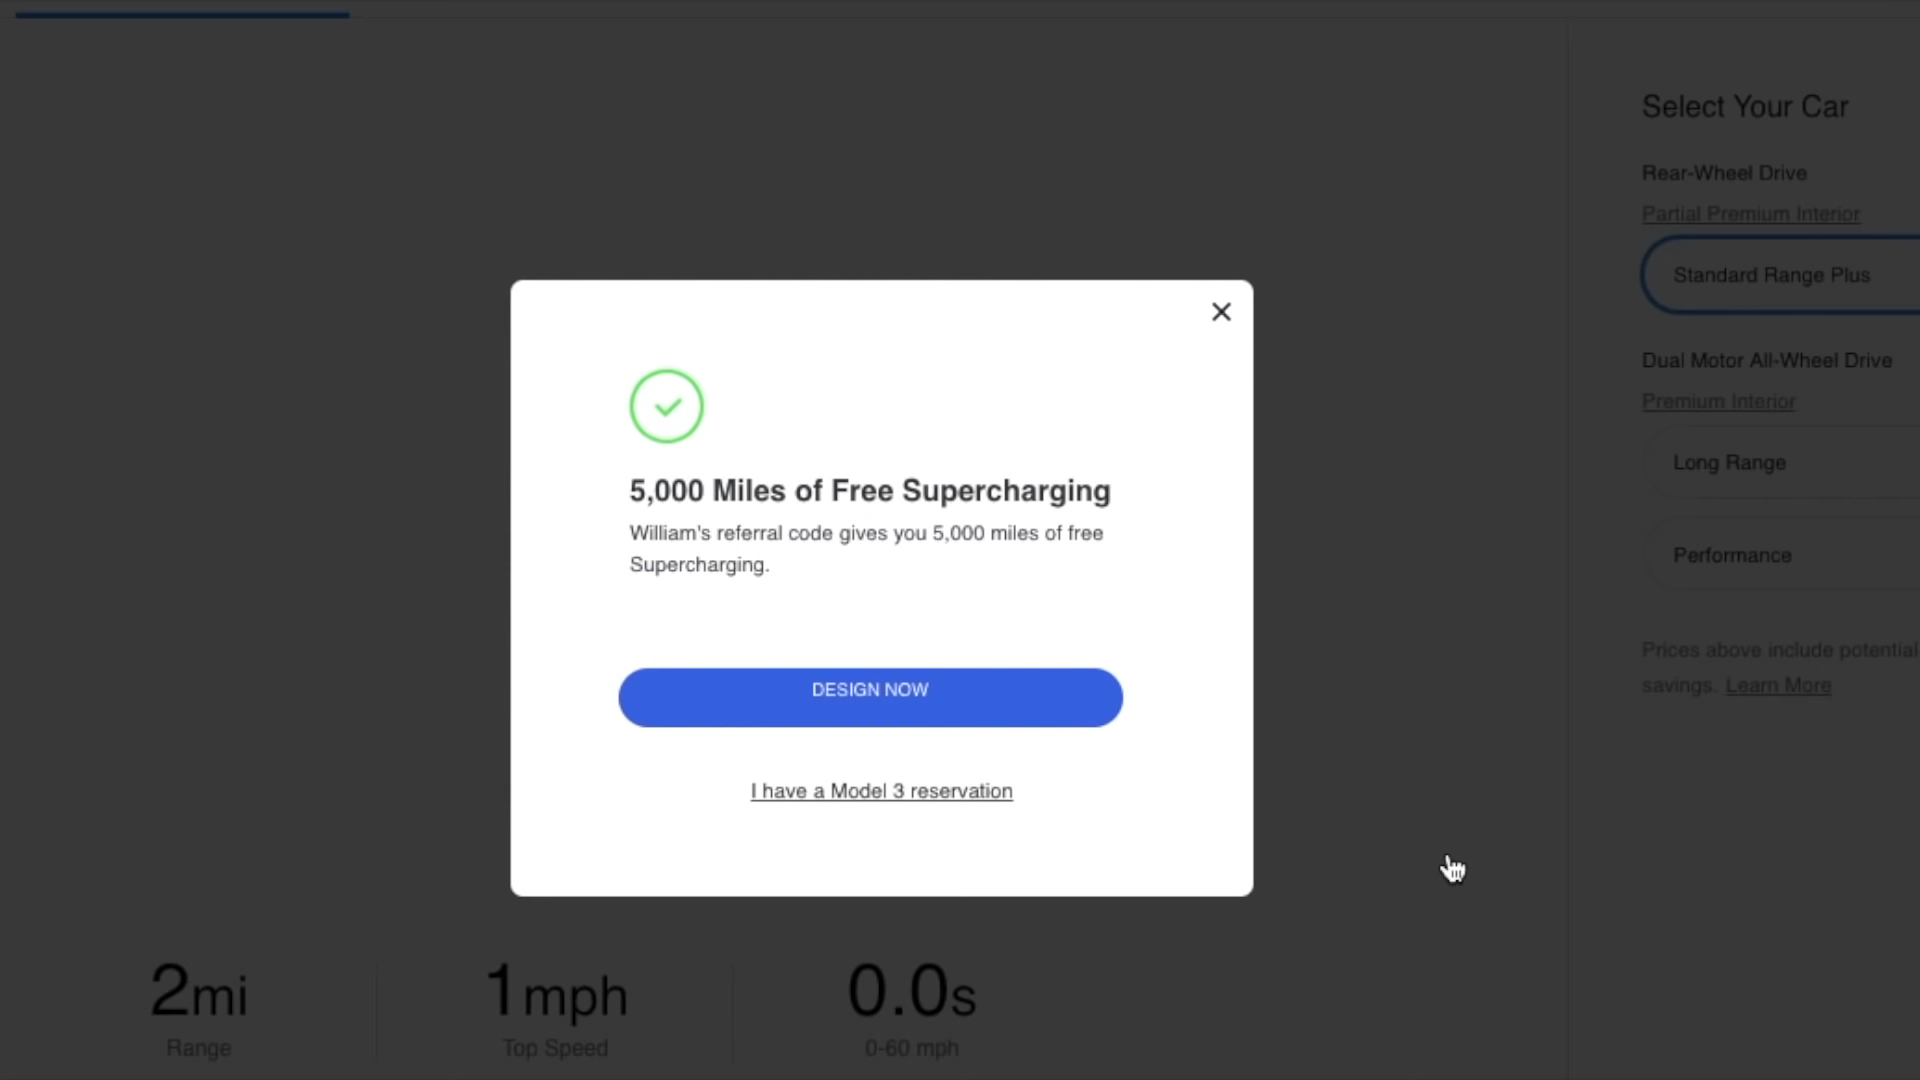 Select Your Car
Rear-Wheel Drive
Partial Premium Interior
Standard Range Plus
Dual Motor All-Wheel Drive
Premium Interior
Long Range
Performance
Prices above include potential
savings. Learn More
5,000 Miles of Free Supercharging
William's referral code gives you 5,000 miles of free
Supercharging.
DESIGN NOW
I have a Model 3 reservation
2mi
Range
1mph
Top Speed
0.0s
0-60 mph